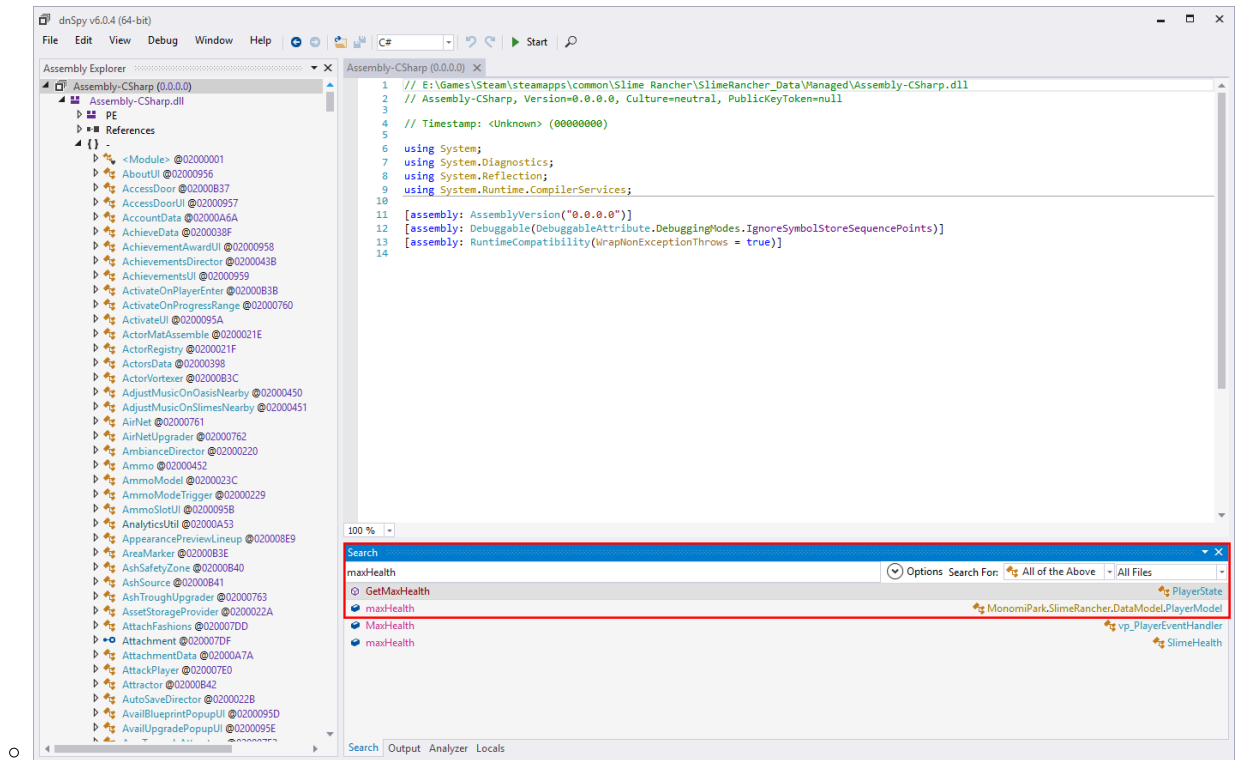 dnSpy v6.0.4 (64-bit)
File Edit View Debug Window Help C# Start
Assembly Explorer
Assembly-CSharp (0.0.0.0)
Assembly-CSharp.dll
PE
References
{} -
<Module> @02000001
AboutUI @02000956
AccessDoor @02000B37
AccessDoorUI @02000957
AccountData @02000A6A
AchieveData @0200038F
AchievementAwardUI @02000958
AchievementsDirector @0200043B
AchievementsUI @02000959
ActivateOnPlayerEnter @02000B3B
ActivateOnProgressRange @02000760
ActivateUI @0200095A
ActorMatAssemble @0200021E
ActorRegistry @0200021F
ActorsData @02000398
ActorVortexer @02000B3C
AdjustMusicOnOasisNearby @02000450
AdjustMusicOnSlimesNearby @02000451
AirNet @02000761
AirNetUpgrader @02000762
AmbianceDirector @02000220
Ammo @02000452
AmmoModel @0200023C
AmmoModeTrigger @02000229
AmmoSlotUI @0200095B
AnalyticsUtil @02000A53
AppearancePreviewLineup @020008E9
AreaMarker @02000B3E
AshSafetyZone @02000B40
AshSource @02000B41
AshTroughUpgrader @02000763
AssetStorageProvider @0200022A
AttachFashions @020007DD
Attachment @020007DF
AttachmentData @02000A7A
AttackPlayer @020007E0
Attractor @02000B42
AutoSaveDirector @0200022B
AvailBlueprintPopupUI @0200095D
AvailUpgradePopupUI @0200095E
Assembly-CSharp (0.0.0.0)
1 // E:\Games\Steam\steamapps\common\Slime Rancher\SlimeRancher_Data\Managed\Assembly-CSharp.dll
2 // Assembly-CSharp, Version=0.0.0.0, Culture=neutral, PublicKeyToken=null
3
4 // Timestamp: <Unknown> (00000000)
5
6 using System;
7 using System.Diagnostics;
8 using System.Reflection;
9 using System.Runtime.CompilerServices;
10
11 [assembly: AssemblyVersion("0.0.0.0")]
12 [assembly: Debuggable(DebuggableAttribute.DebuggingModes.IgnoreSymbolStoreSequencePoints)]
13 [assembly: RuntimeCompatibility(WrapNonExceptionThrows = true)]
14
100 %
Search
maxHealth Options Search For: All of the Above All Files
GetMaxHealth PlayerState
maxHealth MonomiPark.SlimeRancher.DataModel.PlayerModel
MaxHealth vp_PlayerEventHandler
maxHealth SlimeHealth
Search Output Analyzer Locals